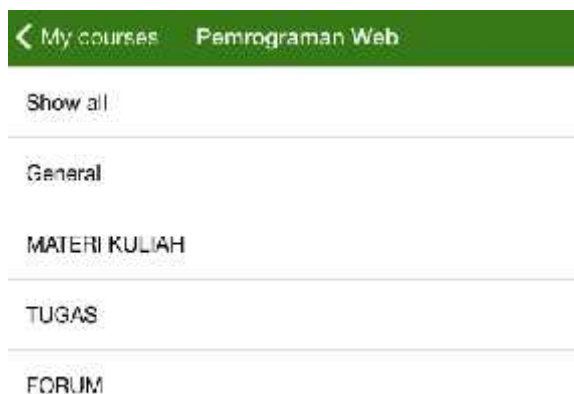 My courses Pemrograman Web
Show all
General
MATERI KULIAH
TUGAS
FORUM